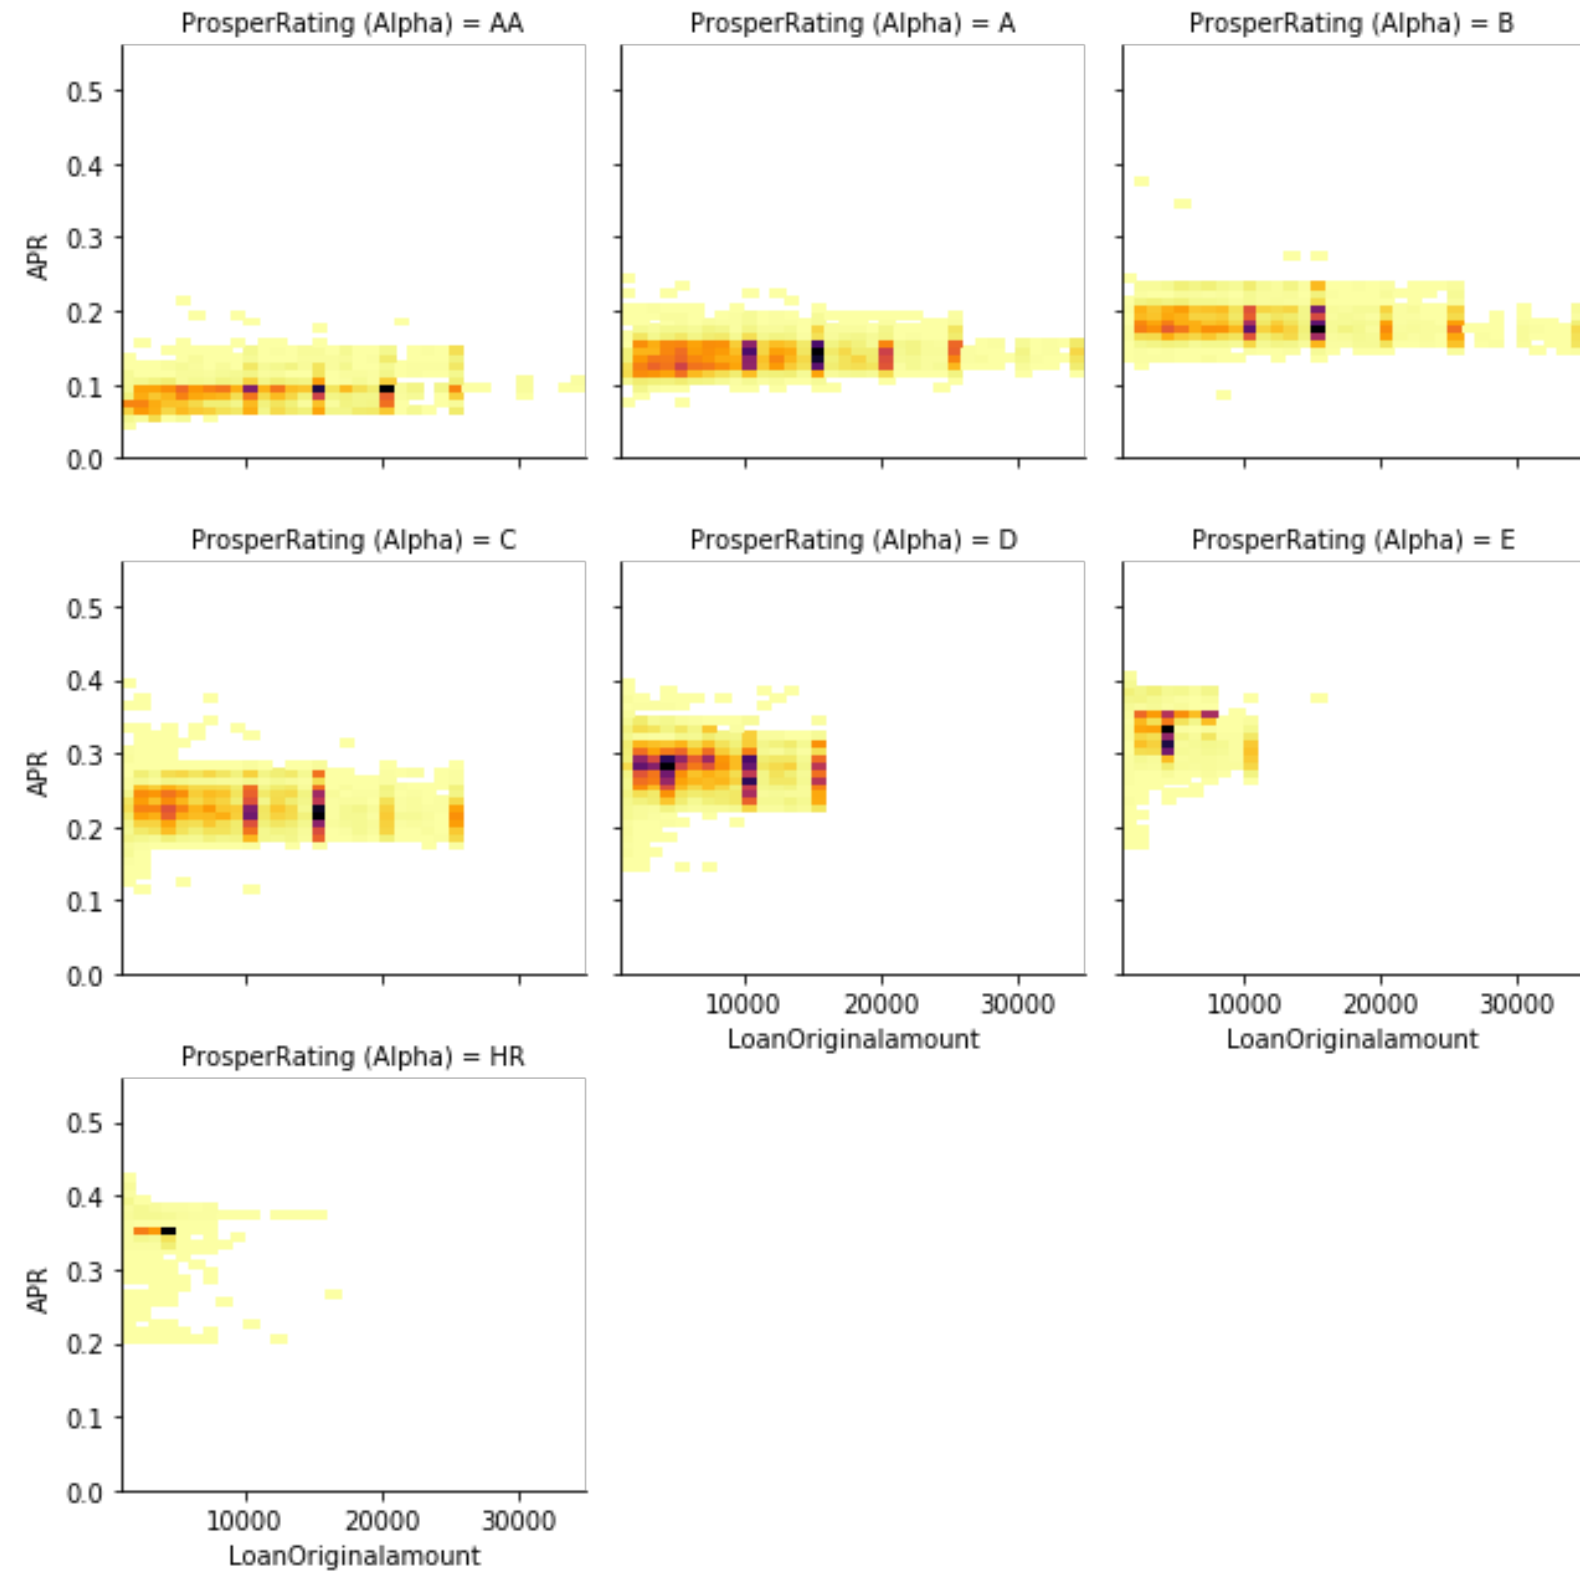 ProsperRating (Alpha) = AA
ProsperRating (Alpha) = A
ProsperRating (Alpha) = B
APR
0.5
0.4
0.3
0.2
0.1
0.0
ProsperRating (Alpha) = C
ProsperRating (Alpha) = D
ProsperRating (Alpha) = E
APR
0.5
0.4
0.3
0.2
0.1
0.0
10000 20000 30000
LoanOriginalamount
10000 20000 30000
LoanOriginalamount
ProsperRating (Alpha) = HR
APR
0.5
0.4
0.3
0.2
0.1
0.0
10000 20000 30000
LoanOriginalamount